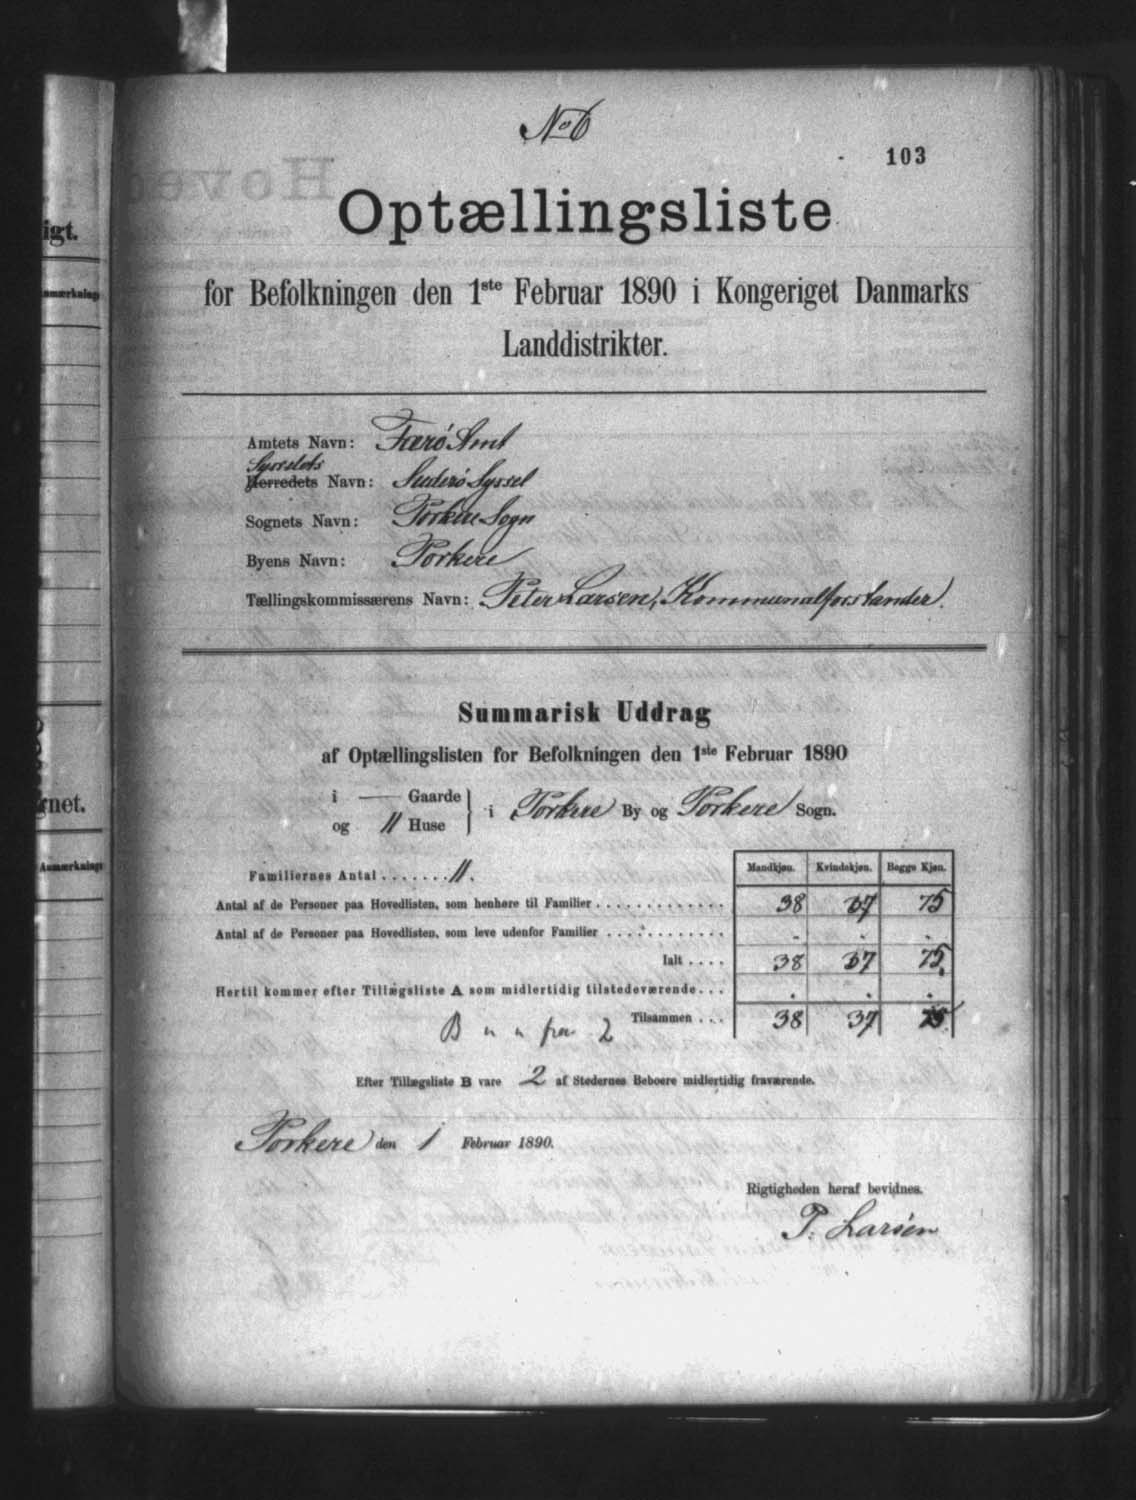 No 6
103
Optællingsliste
for Befolkningen den 1ste Februar 1890 i Kongeriget Danmarks
Landdistrikter.
Amtets Navn: Færö Amt
Sysselets
Herredets Navn: Suderö Syssel
Sognets Navn: Porkere Sogn
Byens Navn: Porkere
Tællingskommissærens Navn: Peter Larsen, Kommunalforstander.
Summarisk Uddrag
af Optællingslisten for Befolkningen den 1ste Februar 1890
i — Gaarde
og 11 Huse
i Porkere By og Porkere Sogn.
Mandkjøn. Kvindekjøn. Begge Kjøn.
Familiernes Antal ....... 11.
Antal af de Personer paa Hovedlisten, som henhøre til Familier ............. 38 37 75
Antal af de Personer paa Hovedlisten, som leve udenfor Familier ............ - . .
Ialt .... 38 37 75
Hertil kommer efter Tillægsliste A som midlertidig tilstedeværende... . . .
Tilsammen ... 38 37
B " " fra 2
Efter Tillægsliste B vare 2 af Stedernes Beboere midlertidig fraværende.
Porkere den 1 Februar 1890.
Rigtigheden heraf bevidnes.
P. Larsen
igt.
Anmærkning
rnet.
Anmærkning